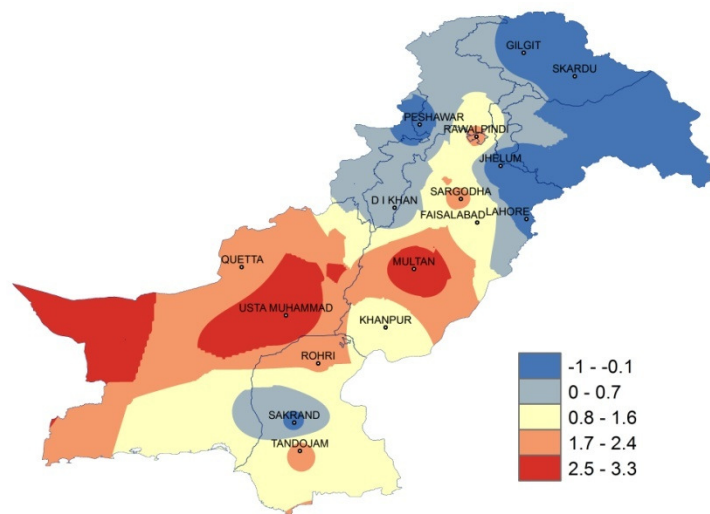 GILGIT
SKARDU
PESHAWAR
RAWALPINDI
JHELUM
SARGODHA
D I KHAN
FAISALABAD
LAHORE
QUETTA
MULTAN
USTA MUHAMMAD
KHANPUR
ROHRI
SAKRAND
TANDOJAM
-1 - -0.1
0 - 0.7
0.8 - 1.6
1.7 - 2.4
2.5 - 3.3